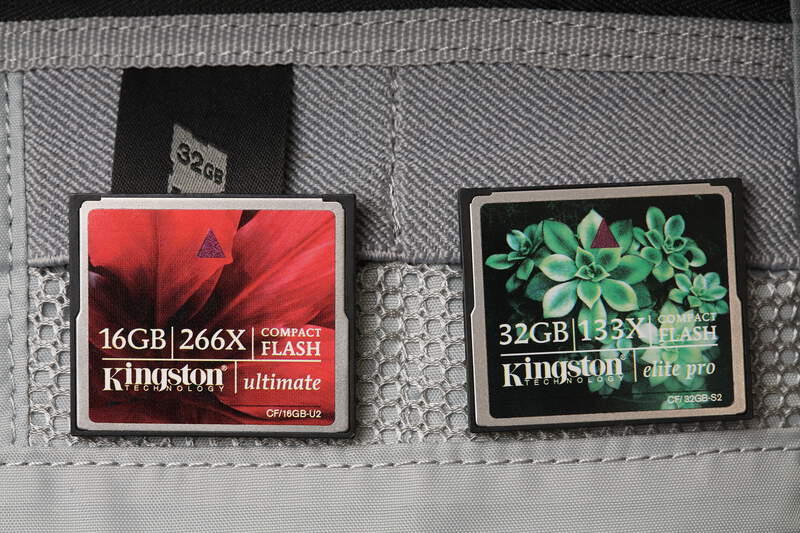 32GB
16GB 266X COMPACT FLASH
Kingston® TECHNOLOGY ultimate
CF/16GB-U2
32GB 133X COMPACT FLASH
Kingston® TECHNOLOGY elite pro
CF/32GB-S2